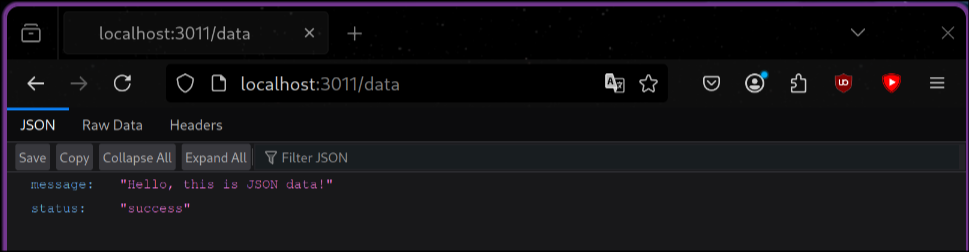 localhost:3011/data
localhost:3011/data
JSON Raw Data Headers
Save Copy Collapse All Expand All Filter JSON
message: "Hello, this is JSON data!"
status: "success"